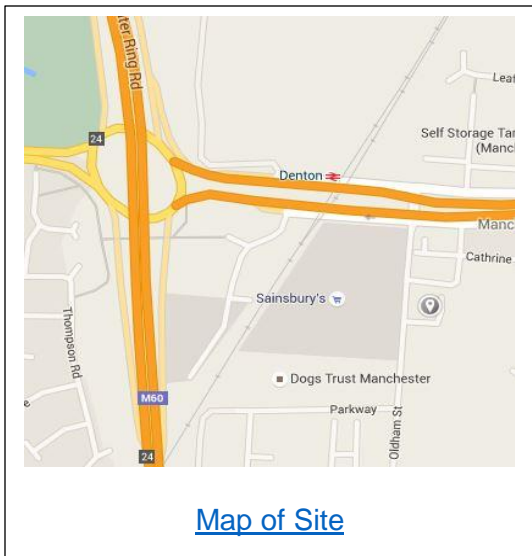 ter Ring Rd
24
Leaf
Self Storage Tar
(Manc
Denton
Manc
Cathrine
Sainsbury's
Thompson Rd
Dogs Trust Manchester
M60
Parkway
Oldham St
24
Map of Site